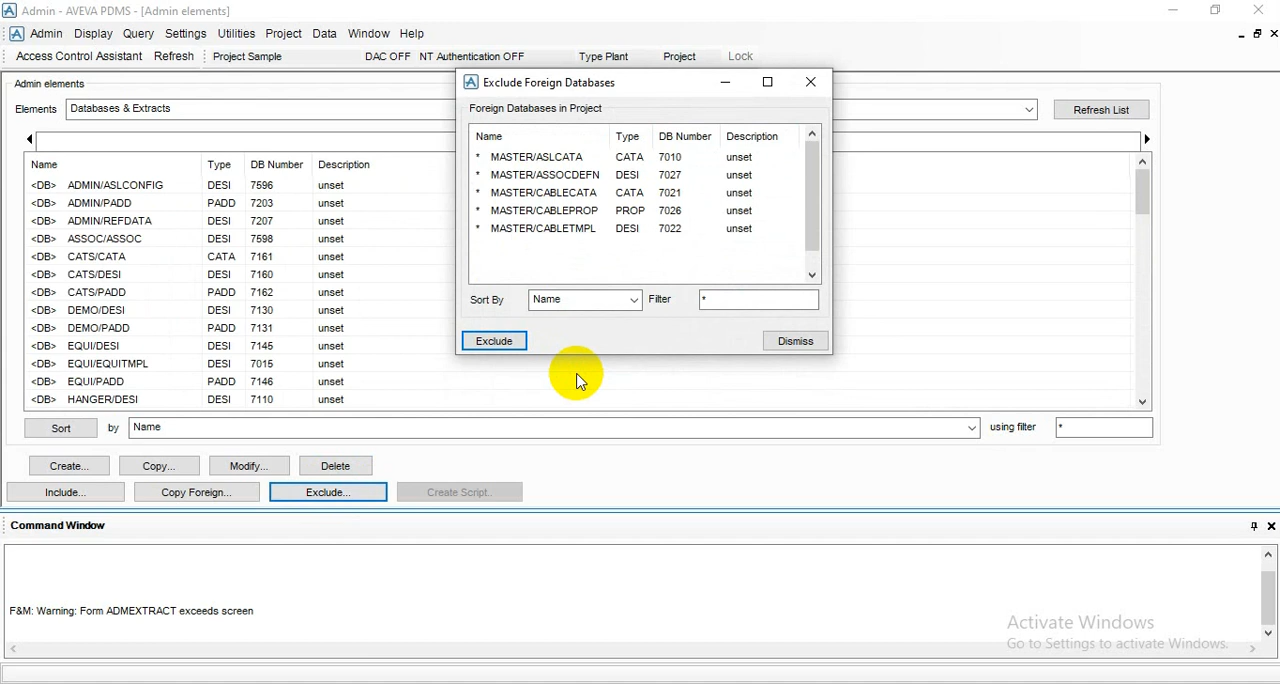 Admin - AVEVA PDMS - [Admin elements]
Admin Display Query Settings Utilities Project Data Window Help
Access Control Assistant Refresh Project Sample DAC OFF NT Authentication OFF Type Plant Project Lock
Admin elements
Elements Databases & Extracts Refresh List
Name Type DB Number Description
<DB> ADMIN/ASLCONFIG DESI 7596 unset
<DB> ADMIN/PADD PADD 7203 unset
<DB> ADMIN/REFDATA DESI 7207 unset
<DB> ASSOC/ASSOC DESI 7598 unset
<DB> CATS/CATA CATA 7161 unset
<DB> CATS/DESI DESI 7160 unset
<DB> CATS/PADD PADD 7162 unset
<DB> DEMO/DESI DESI 7130 unset
<DB> DEMO/PADD PADD 7131 unset
<DB> EQUI/DESI DESI 7145 unset
<DB> EQUI/EQUITMPL DESI 7015 unset
<DB> EQUI/PADD PADD 7146 unset
<DB> HANGER/DESI DESI 7110 unset
Sort by Name using filter *
Create... Copy... Modify... Delete
Include... Copy Foreign... Exclude... Create Script..
Exclude Foreign Databases
Foreign Databases in Project
Name Type DB Number Description
* MASTER/ASLCATA CATA 7010 unset
* MASTER/ASSOCDEFN DESI 7027 unset
* MASTER/CABLECATA CATA 7021 unset
* MASTER/CABLEPROP PROP 7026 unset
* MASTER/CABLETMPL DESI 7022 unset
Sort By Name Filter *
Exclude Dismiss
Command Window
F&M: Warning: Form ADMEXTRACT exceeds screen
Activate Windows
Go to Settings to activate Windows.